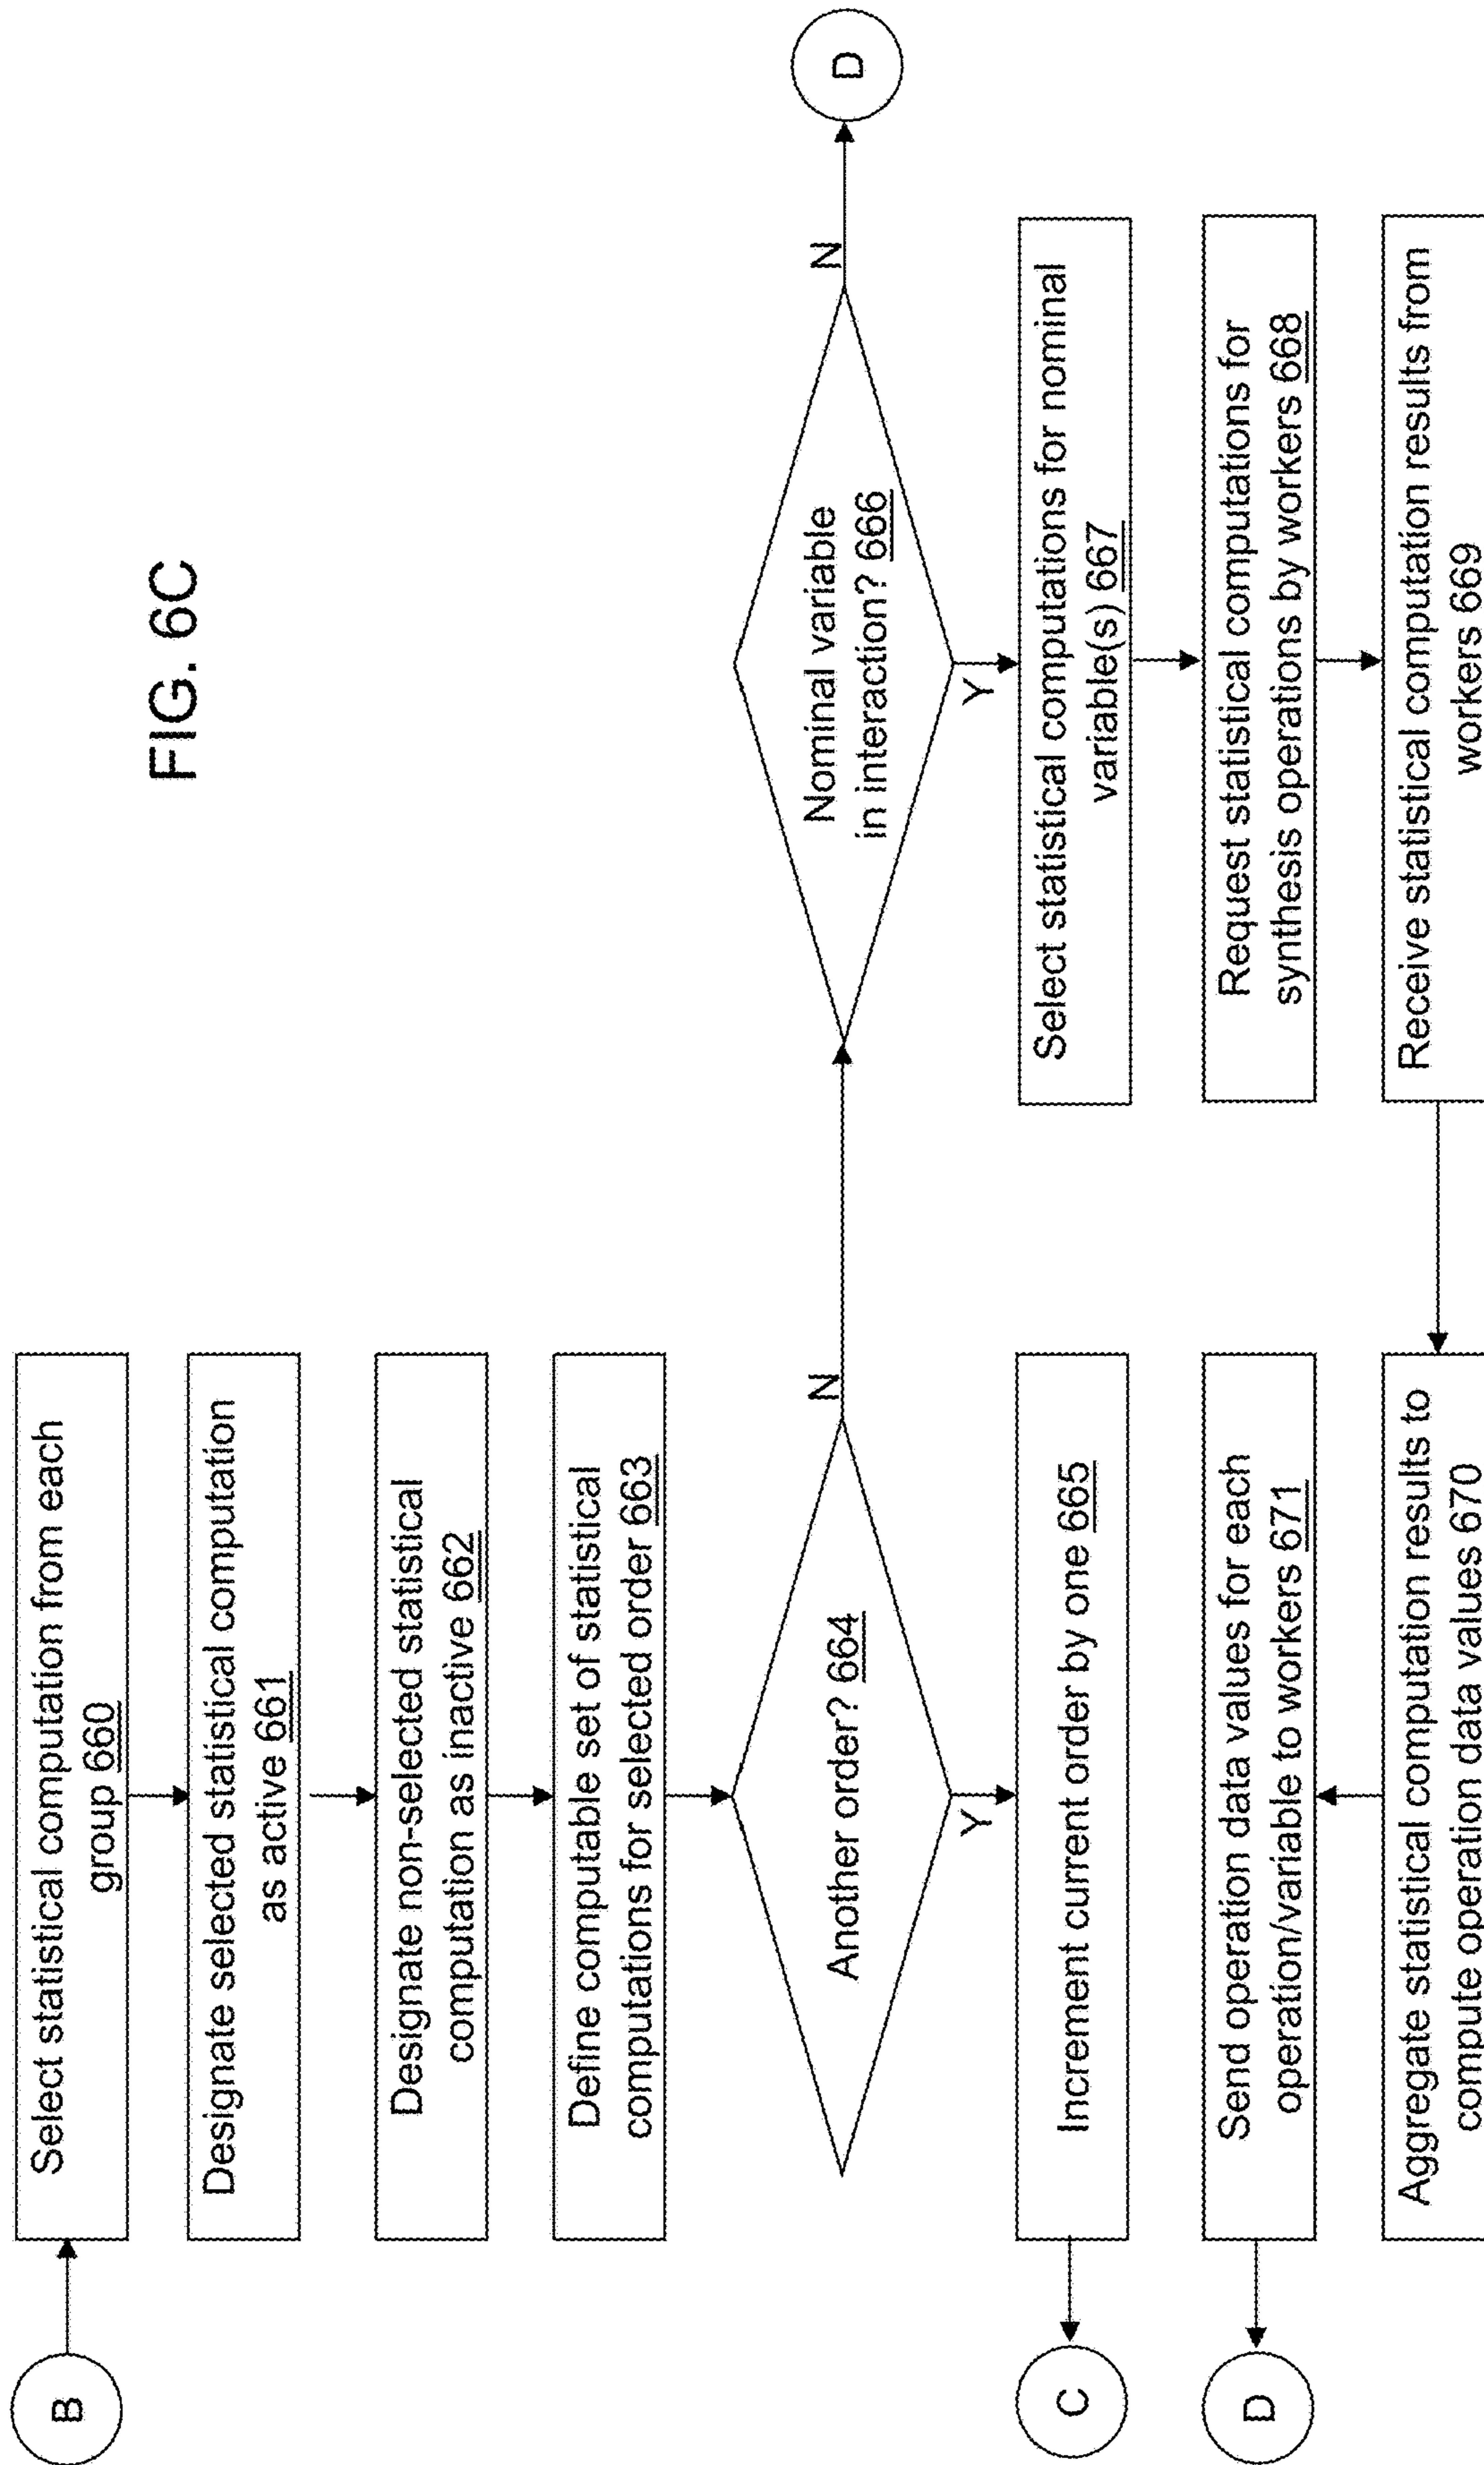 FIG. 6C
B
Select statistical computation from each
group 660
Designate selected statistical computation
as active 661
Designate non-selected statistical
computation as inactive 662
Define computable set of statistical
computations for selected order 663
Another order? 664
N
Y
Increment current order by one 665
C
Nominal variable
in interaction? 666
N
D
Y
Select statistical computations for nominal
variable(s) 667
Request statistical computations for
synthesis operations by workers 668
Receive statistical computation results from
workers 669
Aggregate statistical computation results to
compute operation data values 670
Send operation data values for each
operation/variable to workers 671
D